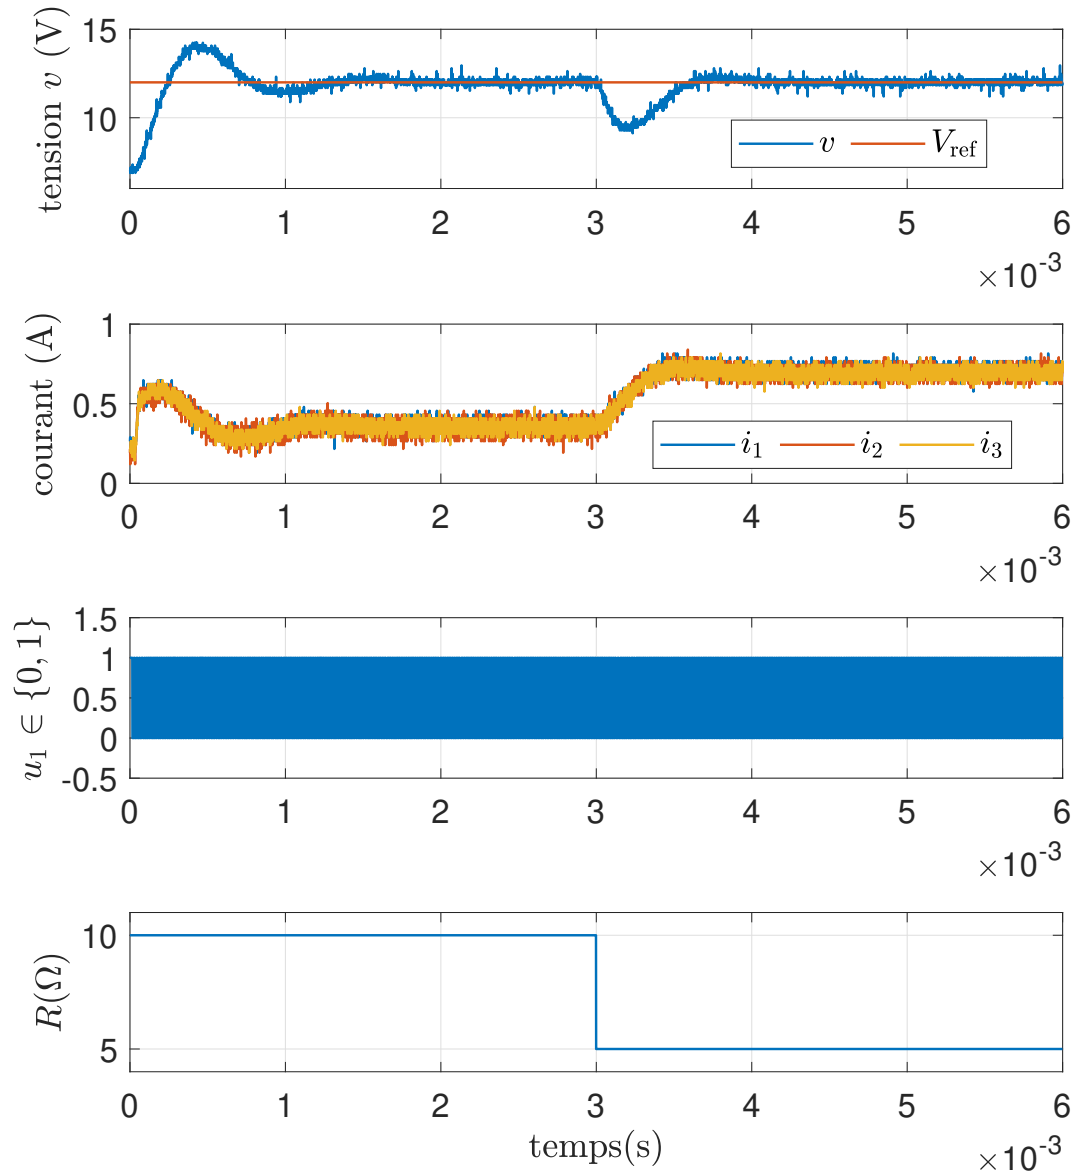 tension v (V)
15
10
v V_ref
0 1 2 3 4 5 6
×10^-3
courant (A)
1
0.5
0
i_1 i_2 i_3
0 1 2 3 4 5 6
×10^-3
u_1 ∈ {0, 1}
1.5
1
0.5
0
-0.5
0 1 2 3 4 5 6
×10^-3
R(Ω)
10
5
0 1 2 3 4 5 6
temps(s)
×10^-3